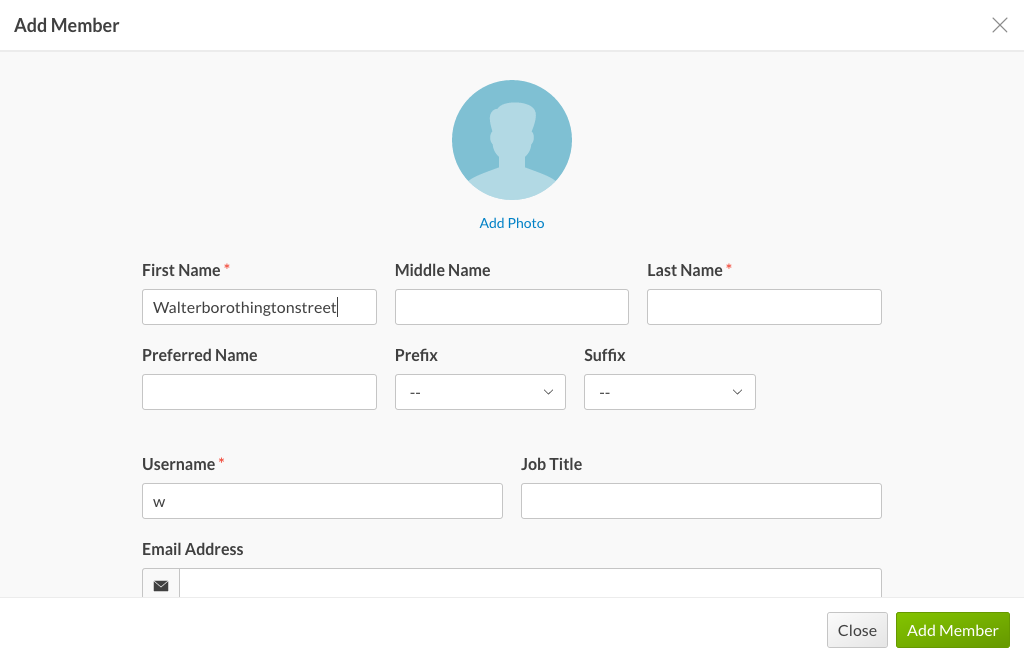 Add Member
Add Photo
First Name * Middle Name Last Name *
Walterborothingtonstreet
Preferred Name Prefix Suffix
-- --
Username * Job Title
w
Email Address
Close Add Member